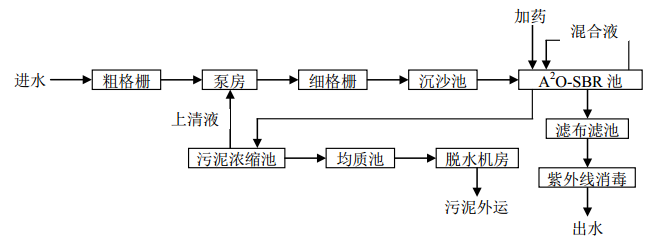 加药
混合液
进水
粗格栅
泵房
细格栅
沉沙池
A²O-SBR 池
上清液
滤布滤池
污泥浓缩池
均质池
脱水机房
紫外线消毒
污泥外运
出水